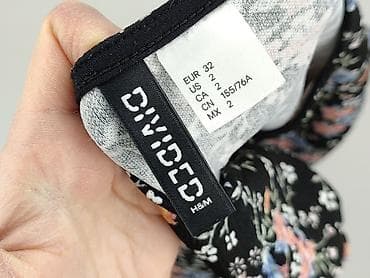 EUR 32
US 2
CA 2
CN 155/76A
MX 2
DIVIDED
H&M